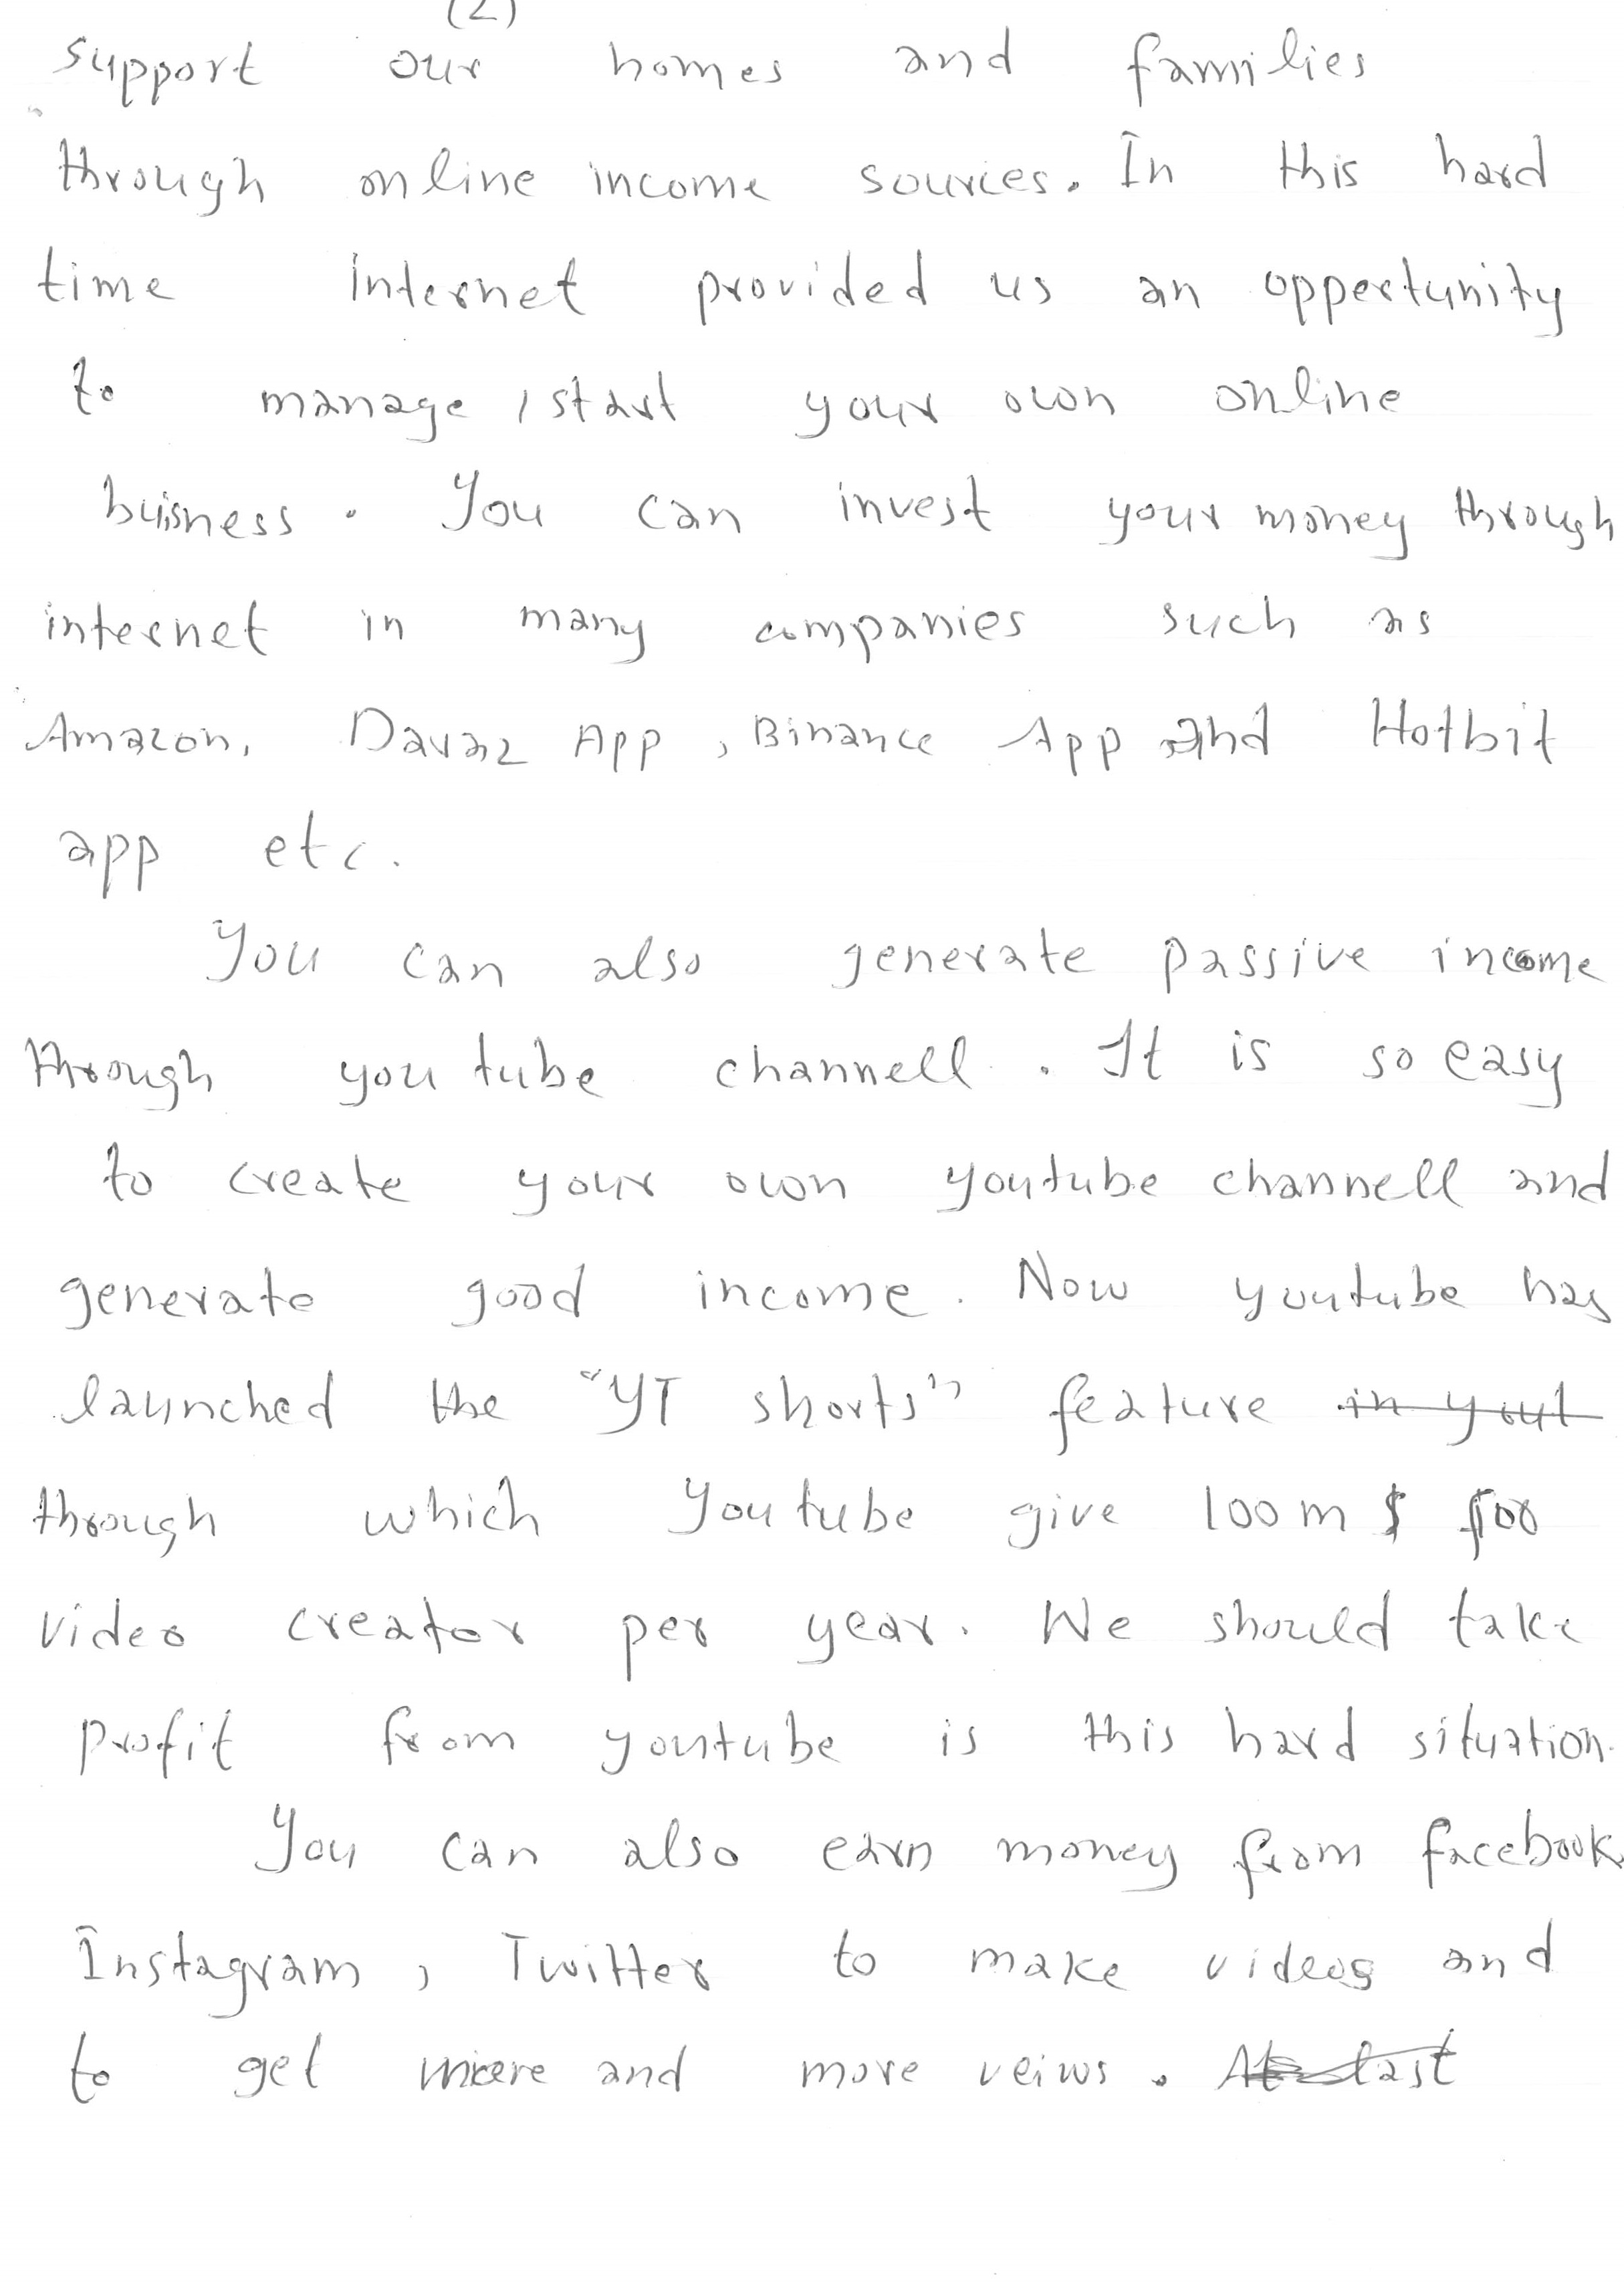 (2)
support our homes and families
through online income sources. In this hard
time internet provided us an oppertunity
to manage, start your own online
buisness. You can invest your money through
internet in many companies such as
Amazon, Daraz App, Binance App and Hotbit
app etc.
You can also generate passive income
through you tube channell. It is so easy
to create your own youtube channell and
generate good income. Now youtube has
launched the "YT shorts" feature in yout
through which Youtube give 100m $ for
video creator per year. We should take
profit from youtube is this hard situation.
You can also earn money from facebook,
Instagram, Twitter to make videos and
to get more and more veiws. At last